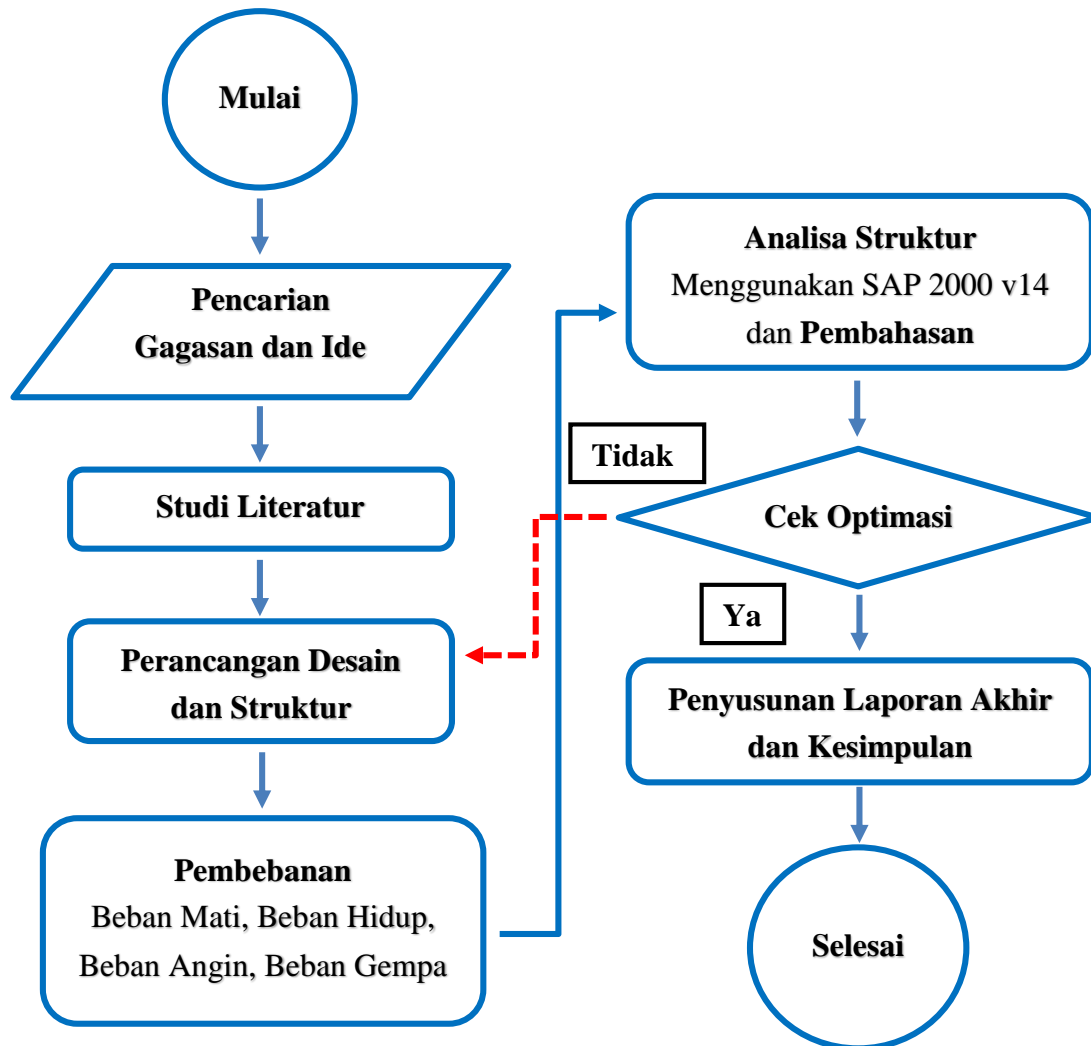 Mulai
Pencarian
Gagasan dan Ide
Studi Literatur
Perancangan Desain
dan Struktur
Pembebanan
Beban Mati, Beban Hidup,
Beban Angin, Beban Gempa
Analisa Struktur
Menggunakan SAP 2000 v14
dan Pembahasan
Tidak
Cek Optimasi
Ya
Penyusunan Laporan Akhir
dan Kesimpulan
Selesai